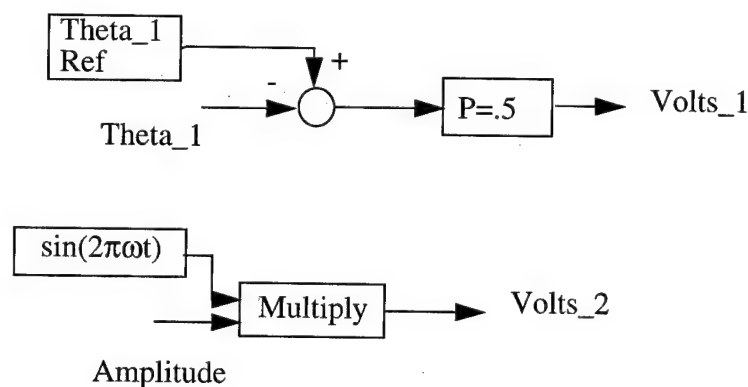 Theta_1
Ref
+
-
Theta_1
P=.5
Volts_1
sin(2πωt)
Multiply
Volts_2
Amplitude